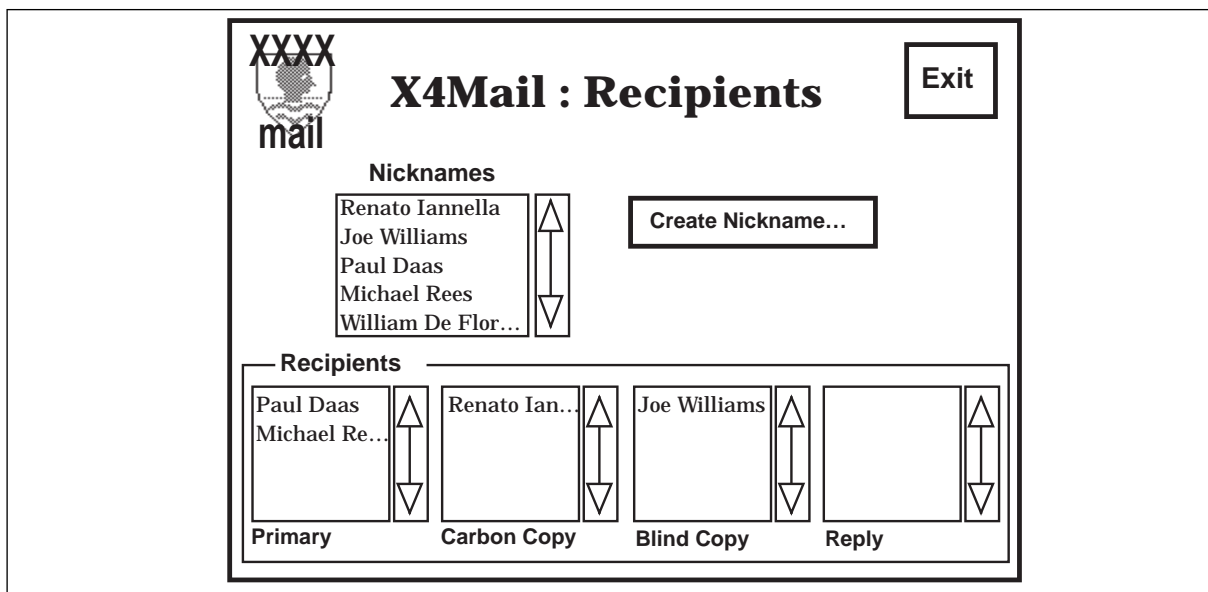 XXXX
mail
X4Mail : Recipients
Exit
Nicknames
Renato Iannella
Joe Williams
Paul Daas
Michael Rees
William De Flor…
Create Nickname…
Recipients
Paul Daas
Michael Re…
Renato Ian…
Joe Williams
Primary
Carbon Copy
Blind Copy
Reply